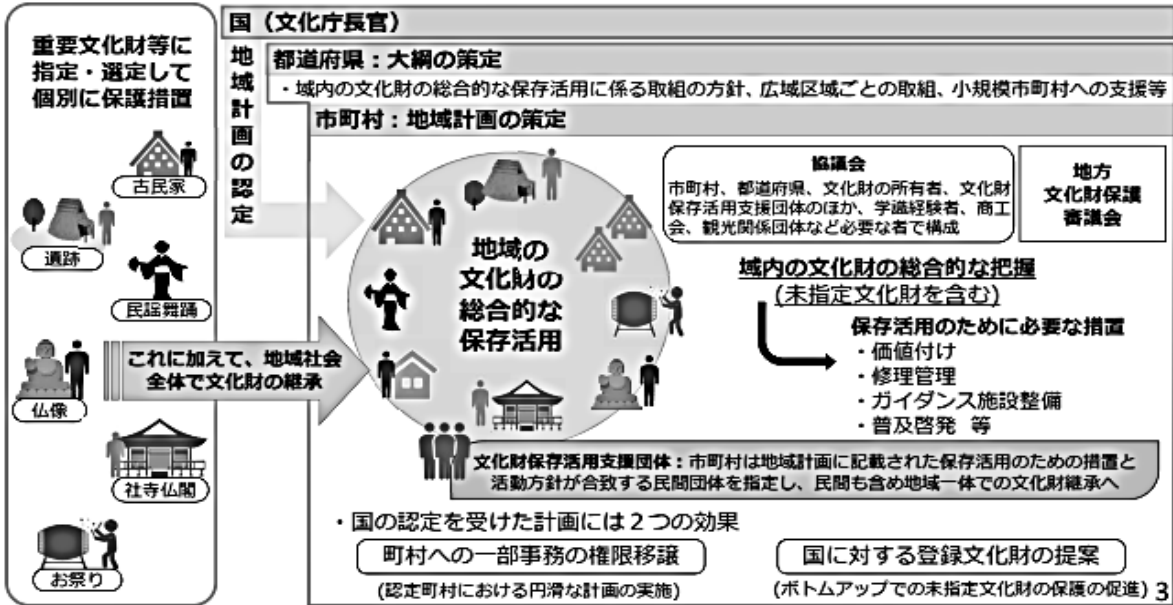 重要文化財等に
指定・選定して
個別に保護措置
古民家
遺跡
民謡舞踊
仏像
社寺仏閣
お祭り
これに加えて、地域社会
全体で文化財の継承
国（文化庁長官）
地域計画の認定
都道府県：大綱の策定
・域内の文化財の総合的な保存活用に係る取組の方針、広域区域ごとの取組、小規模市町村への支援等
市町村：地域計画の策定
地域の
文化財の
総合的な
保存活用
協議会
市町村、都道府県、文化財の所有者、文化財
保存活用支援団体のほか、学識経験者、商工
会、観光関係団体など必要な者で構成
地方
文化財保護
審議会
域内の文化財の総合的な把握
(未指定文化財を含む)
保存活用のために必要な措置
・価値付け
・修理管理
・ガイダンス施設整備
・普及啓発 等
文化財保存活用支援団体：市町村は地域計画に記載された保存活用のための措置と
活動方針が合致する民間団体を指定し、民間も含め地域一体での文化財継承へ
・国の認定を受けた計画には２つの効果
町村への一部事務の権限移譲
(認定町村における円滑な計画の実施)
国に対する登録文化財の提案
(ボトムアップでの未指定文化財の保護の促進)
3